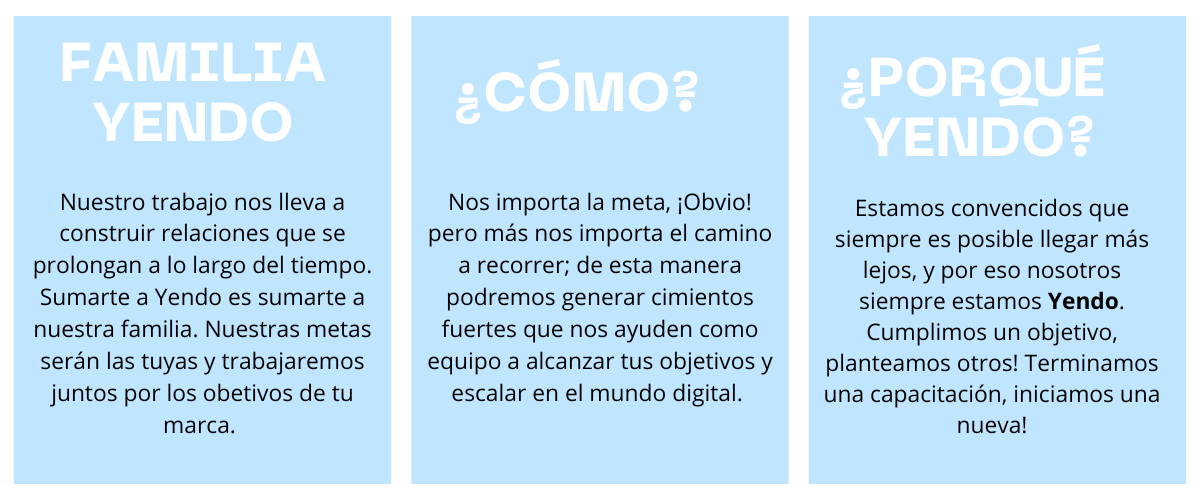 FAMILIA
YENDO
Nuestro trabajo nos lleva a
construir relaciones que se
prolongan a lo largo del tiempo.
Sumarte a Yendo es sumarte a
nuestra familia. Nuestras metas
serán las tuyas y trabajaremos
juntos por los obetivos de tu
marca.
¿CÓMO?
Nos importa la meta, ¡Obvio!
pero más nos importa el camino
a recorrer; de esta manera
podremos generar cimientos
fuertes que nos ayuden como
equipo a alcanzar tus objetivos y
escalar en el mundo digital.
¿PORQUÉ
YENDO?
Estamos convencidos que
siempre es posible llegar más
lejos, y por eso nosotros
siempre estamos Yendo.
Cumplimos un objetivo,
planteamos otros! Terminamos
una capacitación, iniciamos una
nueva!